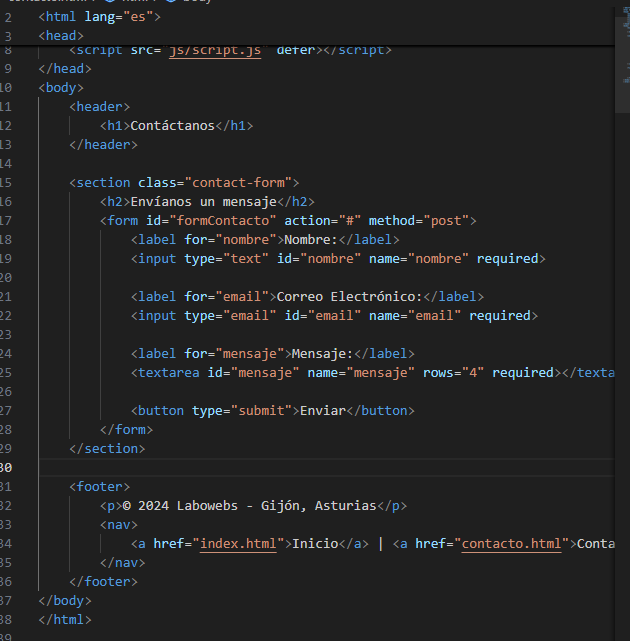 2 <html lang="es">
3 <head>
8 <script src="js/script.js" defer></script>
9 </head>
10 <body>
11 <header>
12 <h1>Contáctanos</h1>
13 </header>
14
15 <section class="contact-form">
16 <h2>Envíanos un mensaje</h2>
17 <form id="formContacto" action="#" method="post">
18 <label for="nombre">Nombre:</label>
19 <input type="text" id="nombre" name="nombre" required>
20
21 <label for="email">Correo Electrónico:</label>
22 <input type="email" id="email" name="email" required>
23
24 <label for="mensaje">Mensaje:</label>
25 <textarea id="mensaje" name="mensaje" rows="4" required></texta
26
27 <button type="submit">Enviar</button>
28 </form>
29 </section>
30
31 <footer>
32 <p>© 2024 Labowebs - Gijón, Asturias</p>
33 <nav>
34 <a href="index.html">Inicio</a> | <a href="contacto.html">Conta
35 </nav>
36 </footer>
37 </body>
38 </html>
39